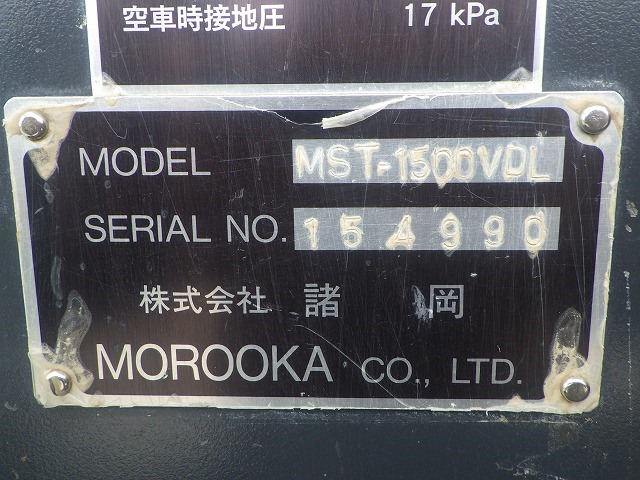 空車時接地圧 17 kPa
MODEL MST-1500VDL
SERIAL NO. 154990
株式会社 諸 岡
MOROOKA CO., LTD.